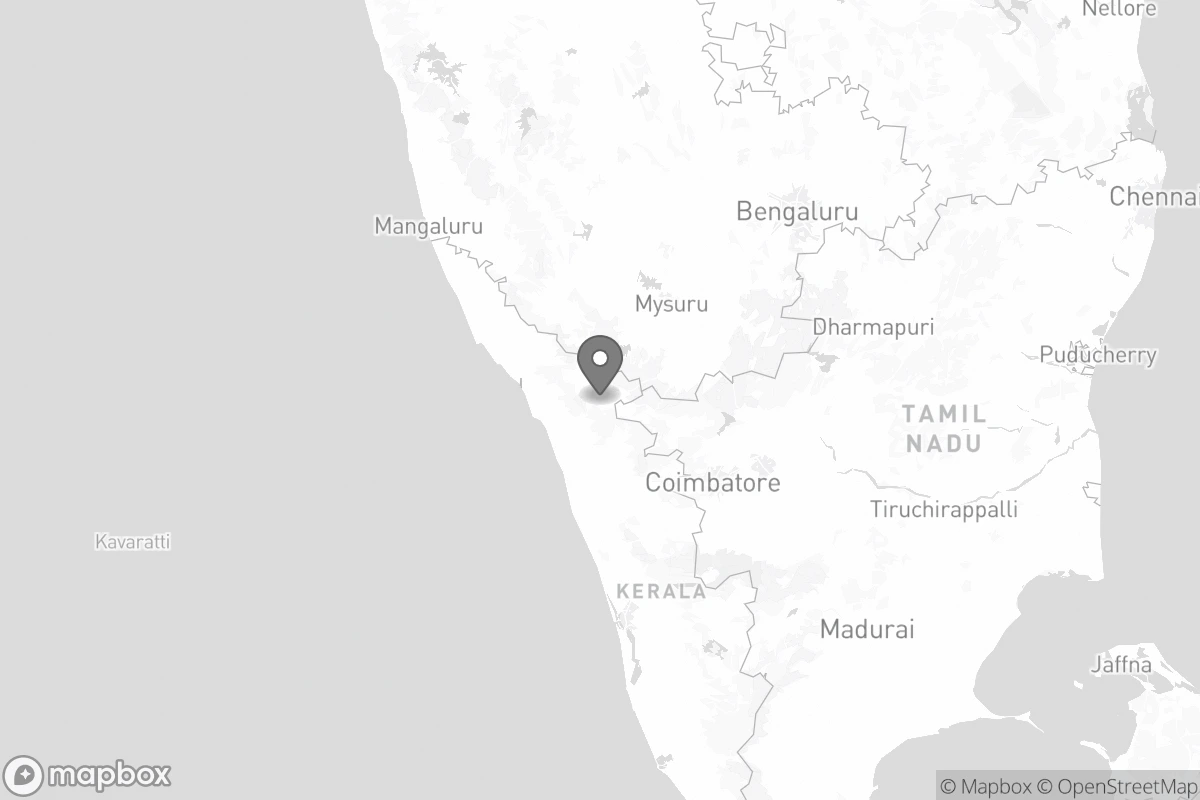 Nellore
Chennai
Bengaluru
Mangaluru
Mysuru
Dharmapuri
Puducherry
TAMIL
NADU
Coimbatore
Tiruchirappalli
Kavaratti
KERALA
Madurai
Jaffna
mapbox
© Mapbox © OpenStreetMap